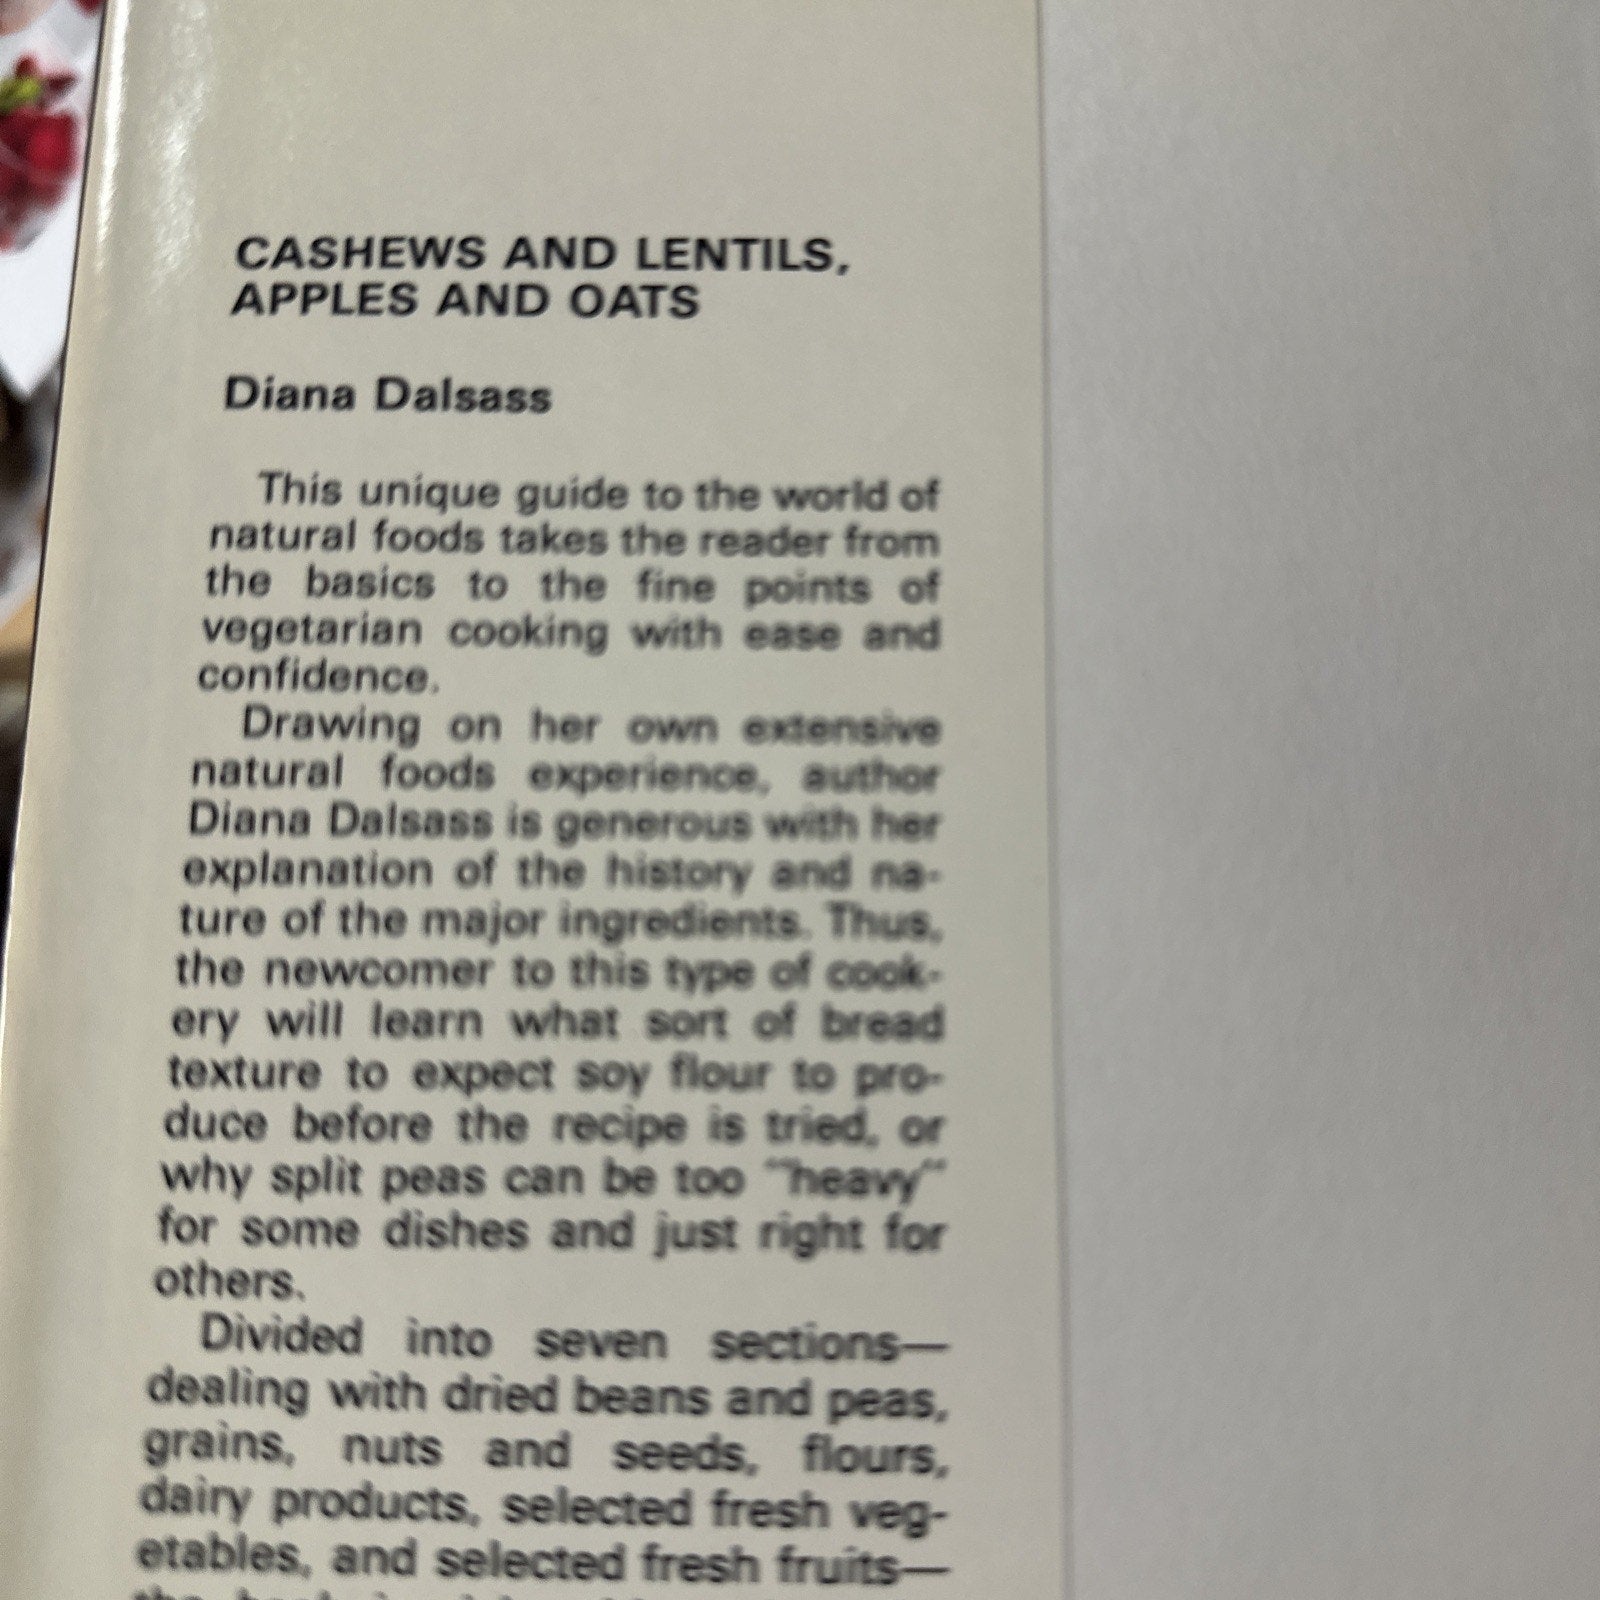 CASHEWS AND LENTILS,
APPLES AND OATS
Diana Dalsass
This unique guide to the world of
natural foods takes the reader from
the basics to the fine points of
vegetarian cooking with ease and
confidence.
Drawing on her own extensive
natural foods experience, author
Diana Dalsass is generous with her
explanation of the history and na-
ture of the major ingredients. Thus,
the newcomer to this type of cook-
ery will learn what sort of bread
texture to expect soy flour to pro-
duce before the recipe is tried, or
why split peas can be too "heavy"
for some dishes and just right for
others.
Divided into seven sections—
dealing with dried beans and peas,
grains, nuts and seeds, flours,
dairy products, selected fresh veg-
etables, and selected fresh fruits—